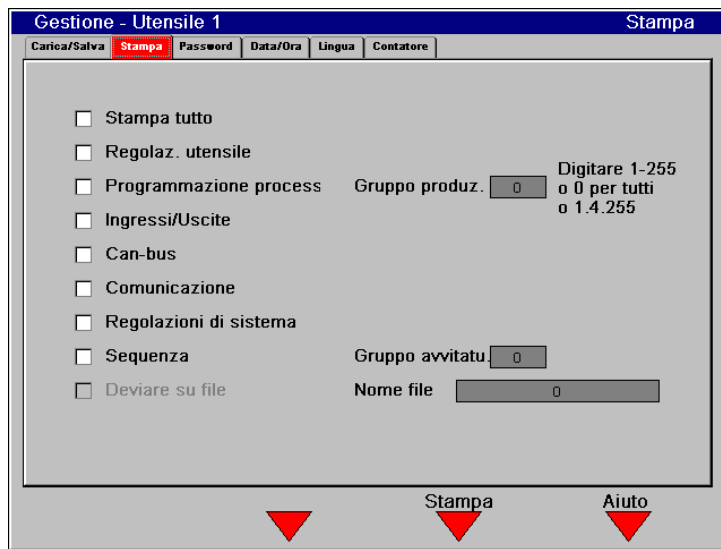 Gestione - Utensile 1 Stampa
Carica/Salva Stampa Password Data/Ora Lingua Contatore
Stampa tutto
Regolaz. utensile
Programmazione process Gruppo produz. 0 Digitare 1-255
o 0 per tutti
o 1.4.255
Ingressi/Uscite
Can-bus
Comunicazione
Regolazioni di sistema
Sequenza Gruppo avvitatu. 0
Deviare su file Nome file 0
Stampa Aiuto